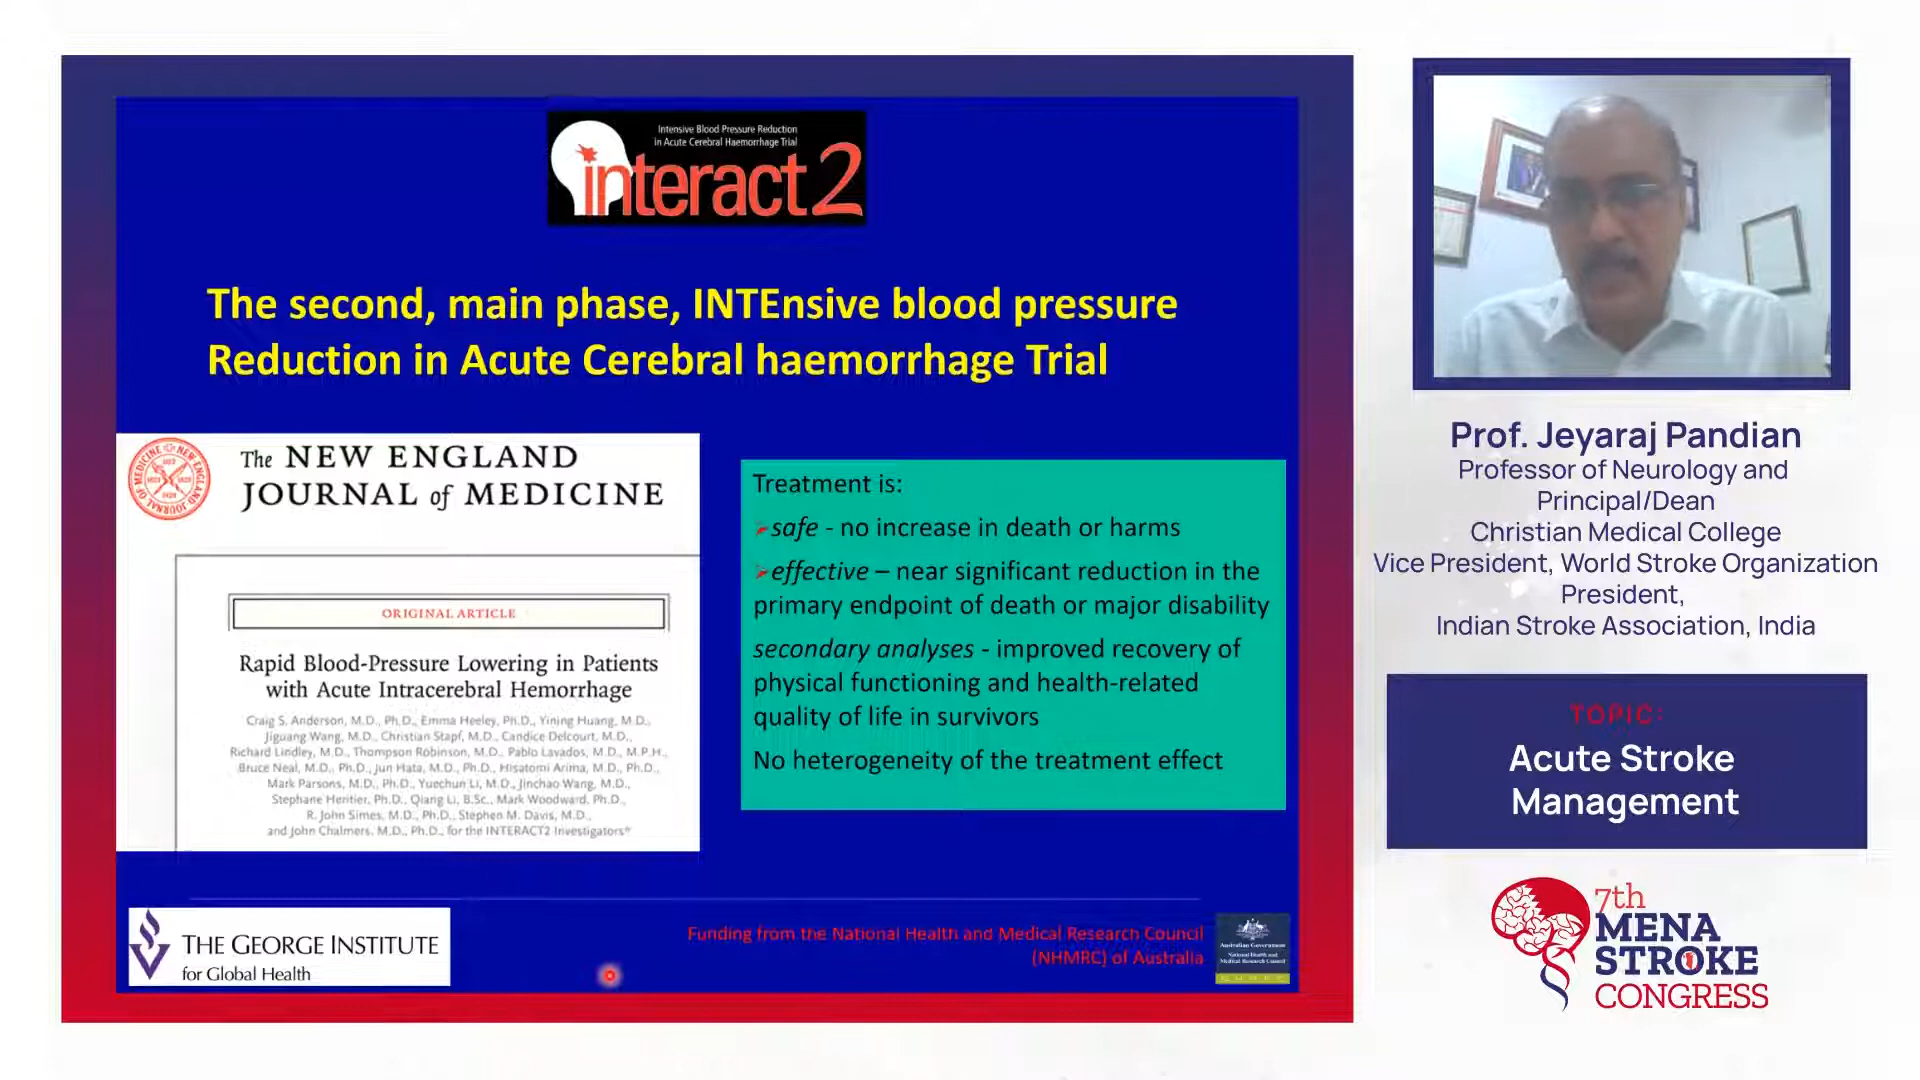 Intensive Blood Pressure Reduction
in Acute Cerebral Haemorrhage Trial
interact2
The second, main phase, INTEnsive blood pressure
Reduction in Acute Cerebral haemorrhage Trial
The NEW ENGLAND
JOURNAL of MEDICINE
ORIGINAL ARTICLE
Rapid Blood-Pressure Lowering in Patients
with Acute Intracerebral Hemorrhage
Craig S. Anderson, M.D., Ph.D., Emma Heeley, Ph.D., Yining Huang, M.D.,
Jiguang Wang, M.D., Christian Stapf, M.D., Candice Delcourt, M.D.,
Richard Lindley, M.D., Thompson Robinson, M.D., Pablo Lavados, M.D., M.P.H.,
Bruce Neal, M.D., Ph.D., Jun Hata, M.D., Ph.D., Hisatomi Arima, M.D., Ph.D.,
Mark Parsons, M.D., Ph.D., Yuechun Li, M.D., Jinchao Wang, M.D.,
Stephane Heritier, Ph.D., Qiang Li, B.Sc., Mark Woodward, Ph.D.,
R. John Simes, M.D., Ph.D., Stephen M. Davis, M.D.,
and John Chalmers, M.D., Ph.D., for the INTERACT2 Investigators*
Treatment is:
safe - no increase in death or harms
effective – near significant reduction in the
primary endpoint of death or major disability
secondary analyses - improved recovery of
physical functioning and health-related
quality of life in survivors
No heterogeneity of the treatment effect
THE GEORGE INSTITUTE
for Global Health
Funding from the National Health and Medical Research Council
(NHMRC) of Australia
Australian Government
National Health and
Medical Research Council
Prof. Jeyaraj Pandian
Professor of Neurology and
Principal/Dean
Christian Medical College
Vice President, World Stroke Organization
President,
Indian Stroke Association, India
TOPIC:
Acute Stroke
Management
7th
MENA
STROKE
CONGRESS